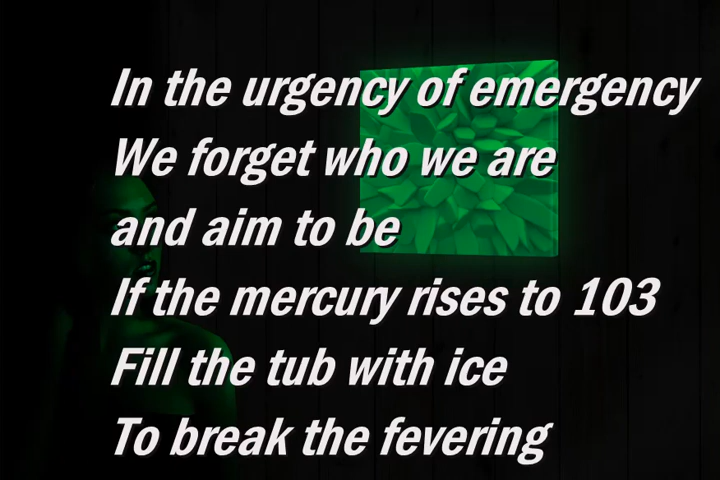 In the urgency of emergency
We forget who we are
and aim to be
If the mercury rises to 103
Fill the tub with ice
To break the fevering